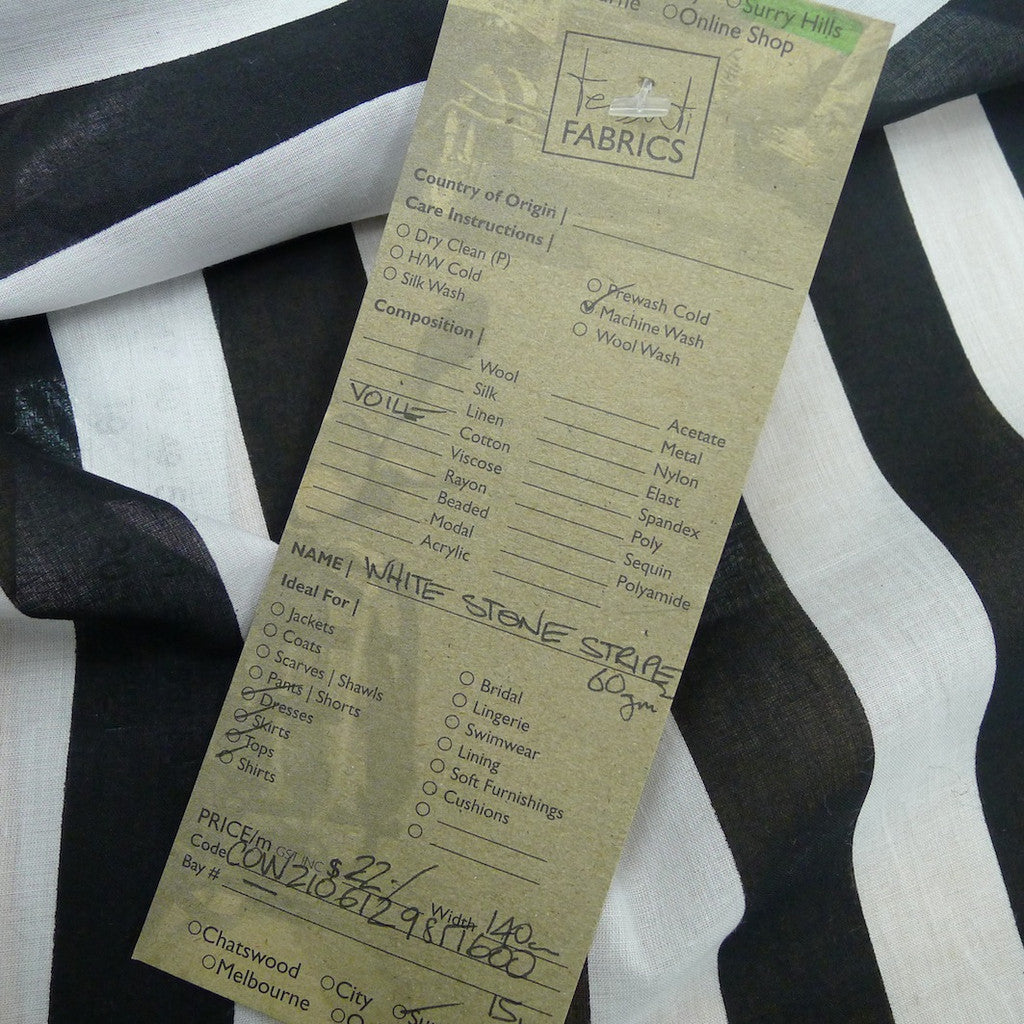 Surry Hills
Online Shop
tessuti
FABRICS
Country of Origin |
Care Instructions |
Dry Clean (P)
H/W Cold
Silk Wash
Prewash Cold
Machine Wash
Wool Wash
Composition |
Wool
Silk
Linen
VOILE Cotton
Viscose
Rayon
Beaded
Modal
Acrylic
Acetate
Metal
Nylon
Elast
Spandex
Poly
Sequin
Polyamide
NAME | WHITE STONE STRIPE
60gm
Ideal For |
Jackets
Coats
Scarves | Shawls
Pants | Shorts
Dresses
Skirts
Tops
Shirts
Bridal
Lingerie
Swimwear
Lining
Soft Furnishings
Cushions
PRICE/m GST INC $ 22.-/
Width 140cm
Code COW210612
Bay # —
Chatswood
City
Melbourne